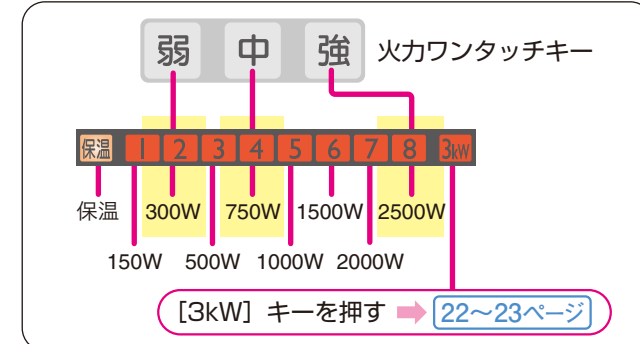 弱 中 強 火力ワンタッチキー
保温 1 2 3 4 5 6 7 8 3kW
保温 300W 750W 1500W 2500W
150W 500W 1000W 2000W
［3kW］キーを押す 22〜23ページ